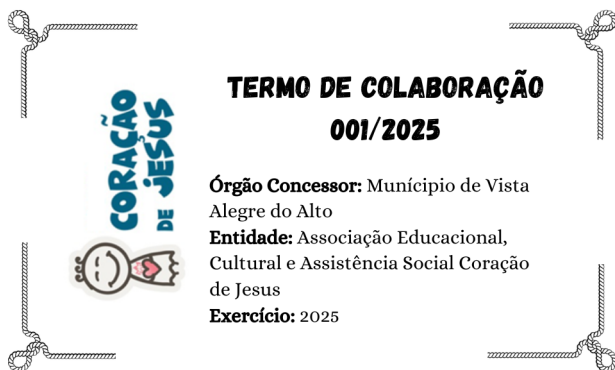 CORAÇÃO
DE JESUS
TERMO DE COLABORAÇÃO
001/2025
Órgão Concessor: Munícipio de Vista
Alegre do Alto
Entidade: Associação Educacional,
Cultural e Assistência Social Coração
de Jesus
Exercício: 2025